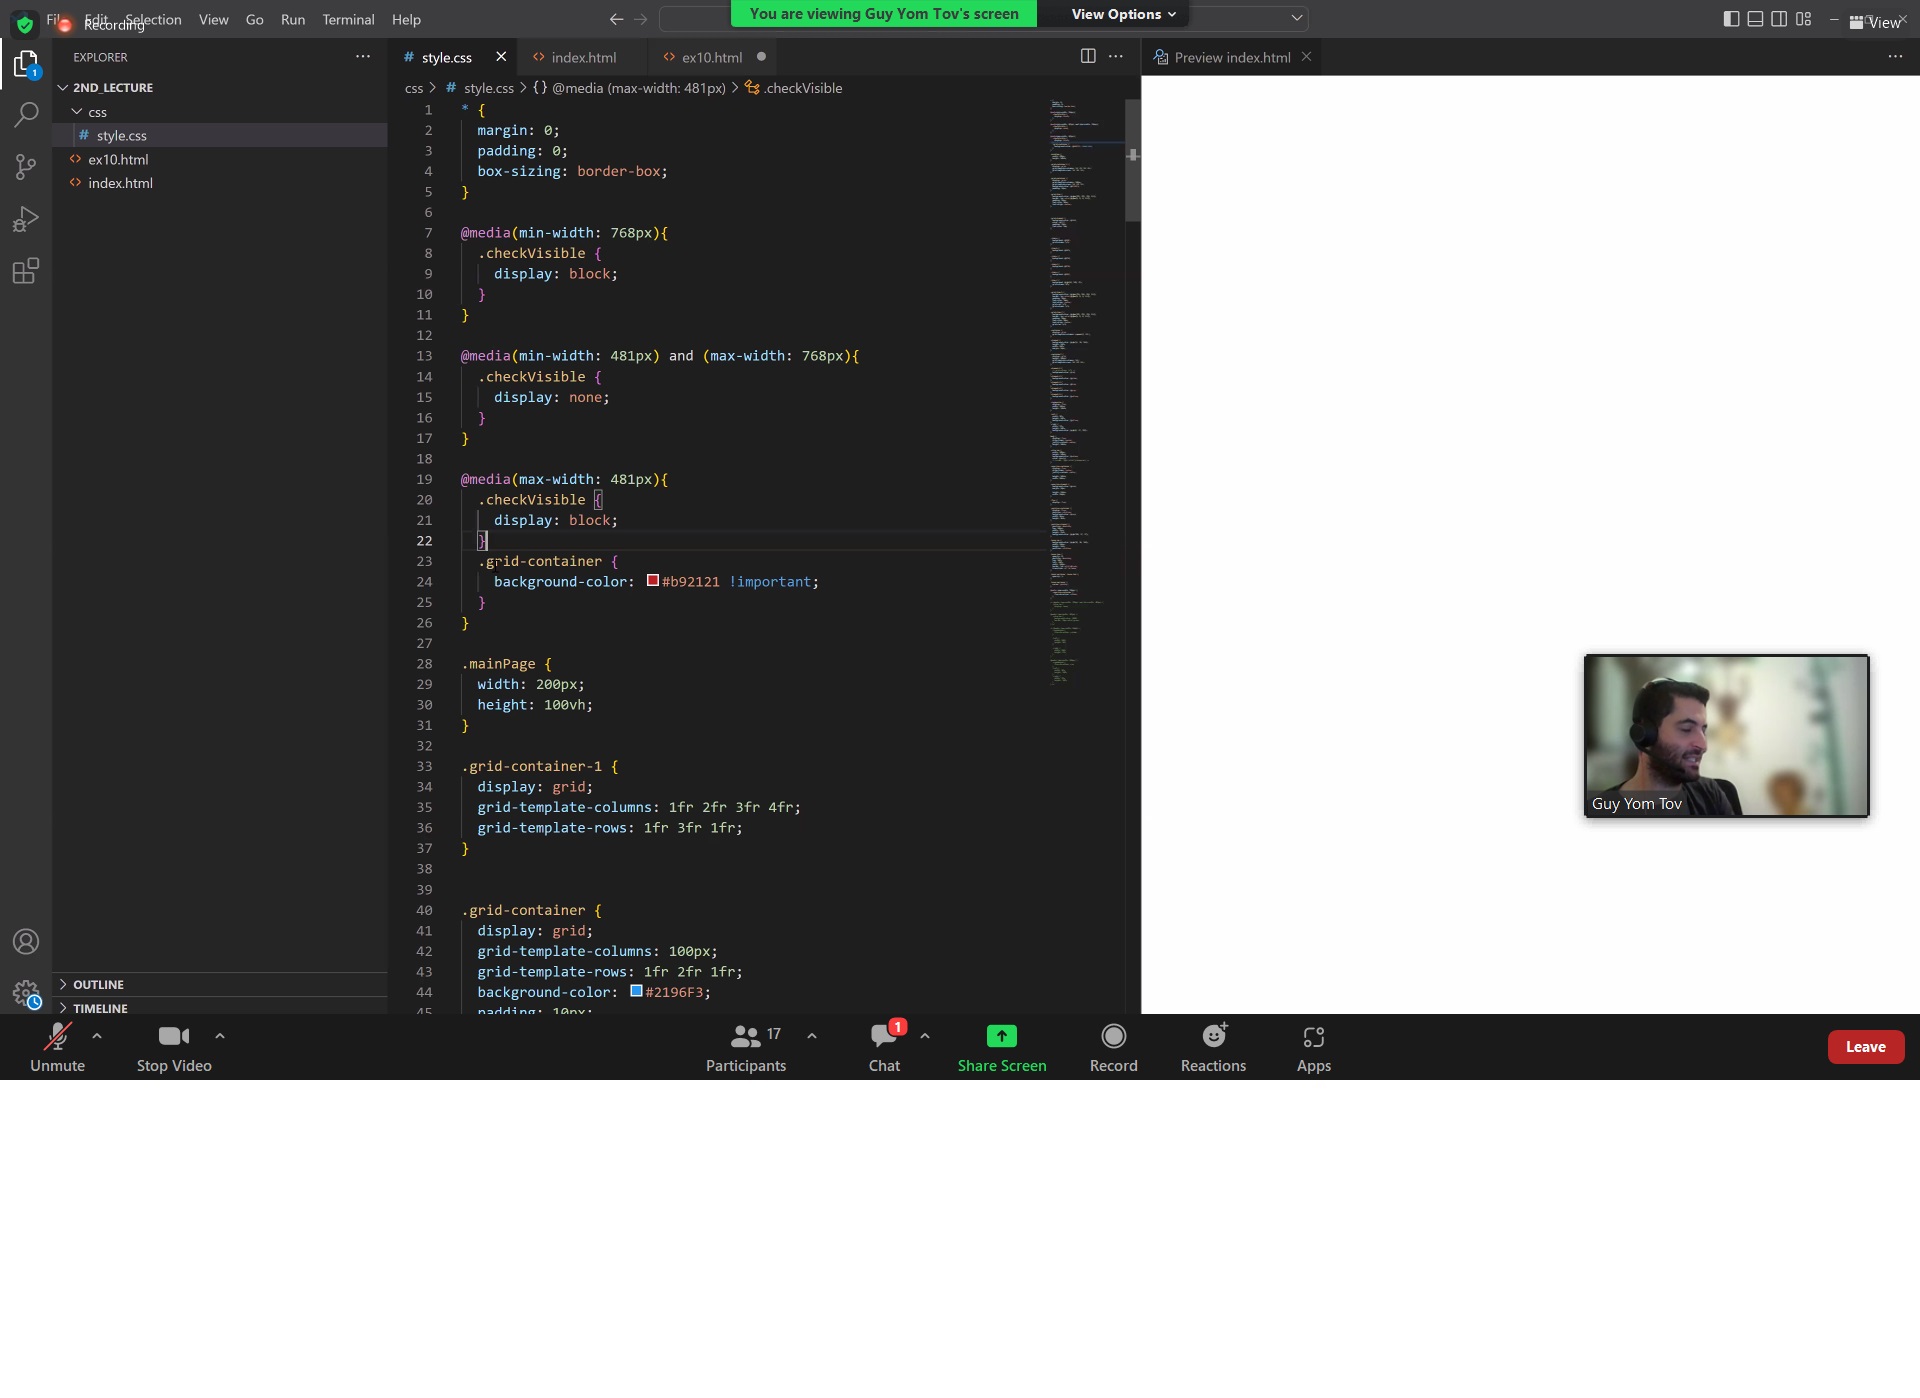 File Edit Selection View Go Run Terminal Help
Recording
You are viewing Guy Yom Tov's screen
View Options
View
EXPLORER
2ND_LECTURE
css
# style.css
<> ex10.html
<> index.html
OUTLINE
TIMELINE
1
# style.css
<> index.html
<> ex10.html
Preview index.html
css > # style.css > {} @media (max-width: 481px) > .checkVisible
1 * {
2 margin: 0;
3 padding: 0;
4 box-sizing: border-box;
5 }
6
7 @media(min-width: 768px){
8 .checkVisible {
9 display: block;
10 }
11 }
12
13 @media(min-width: 481px) and (max-width: 768px){
14 .checkVisible {
15 display: none;
16 }
17 }
18
19 @media(max-width: 481px){
20 .checkVisible {
21 display: block;
22 }
23 .grid-container {
24 background-color: #b92121 !important;
25 }
26 }
27
28 .mainPage {
29 width: 200px;
30 height: 100vh;
31 }
32
33 .grid-container-1 {
34 display: grid;
35 grid-template-columns: 1fr 2fr 3fr 4fr;
36 grid-template-rows: 1fr 3fr 1fr;
37 }
38
39
40 .grid-container {
41 display: grid;
42 grid-template-columns: 100px;
43 grid-template-rows: 1fr 2fr 1fr;
44 background-color: #2196F3;
45 padding: 10px;
Guy Yom Tov
Unmute
Stop Video
17
Participants
1
Chat
Share Screen
Record
Reactions
Apps
Leave